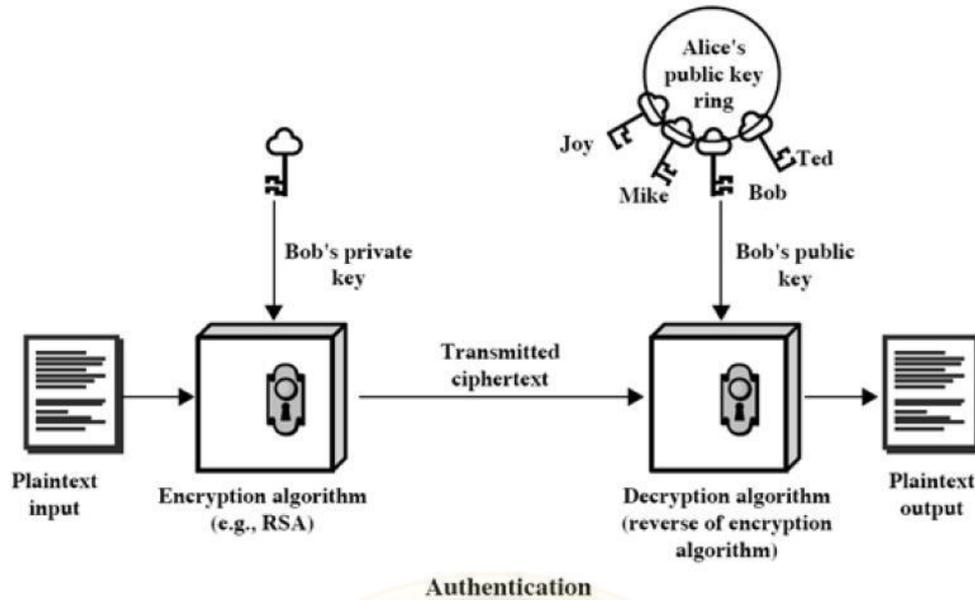 Alice's
public key
ring
Joy
Mike
Bob
Ted
Bob's private
key
Bob's public
key
Transmitted
ciphertext
Plaintext
input
Encryption algorithm
(e.g., RSA)
Decryption algorithm
(reverse of encryption
algorithm)
Plaintext
output
Authentication